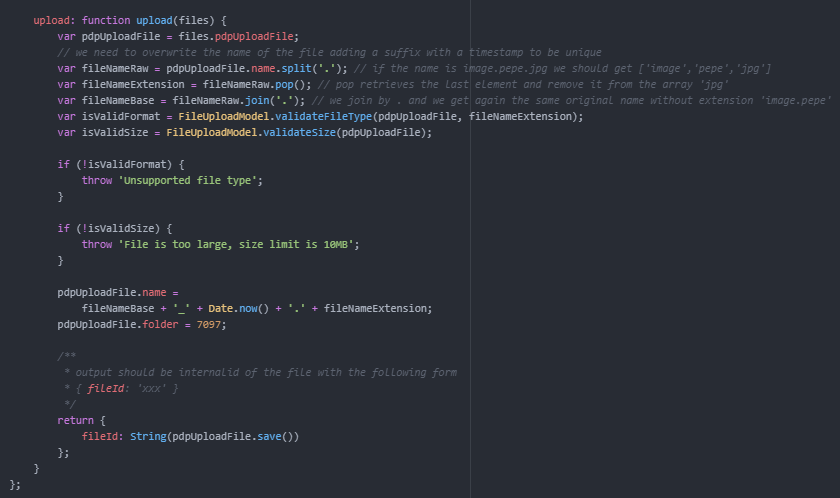 upload: function upload(files) {
var pdpUploadFile = files.pdpUploadFile;
// we need to overwrite the name of the file adding a suffix with a timestamp to be unique
var fileNameRaw = pdpUploadFile.name.split('.'); // if the name is image.pepe.jpg we should get ['image','pepe','jpg']
var fileNameExtension = fileNameRaw.pop(); // pop retrieves the last element and remove it from the array 'jpg'
var fileNameBase = fileNameRaw.join('.'); // we join by . and we get again the same original name without extension 'image.pepe'
var isValidFormat = FileUploadModel.validateFileType(pdpUploadFile, fileNameExtension);
var isValidSize = FileUploadModel.validateSize(pdpUploadFile);
if (!isValidFormat) {
throw 'Unsupported file type';
}
if (!isValidSize) {
throw 'File is too large, size limit is 10MB';
}
pdpUploadFile.name =
fileNameBase + '_' + Date.now() + '.' + fileNameExtension;
pdpUploadFile.folder = 7097;
/**
* output should be internalid of the file with the following form
* { fileId: 'xxx' }
*/
return {
fileId: String(pdpUploadFile.save())
};
}
};